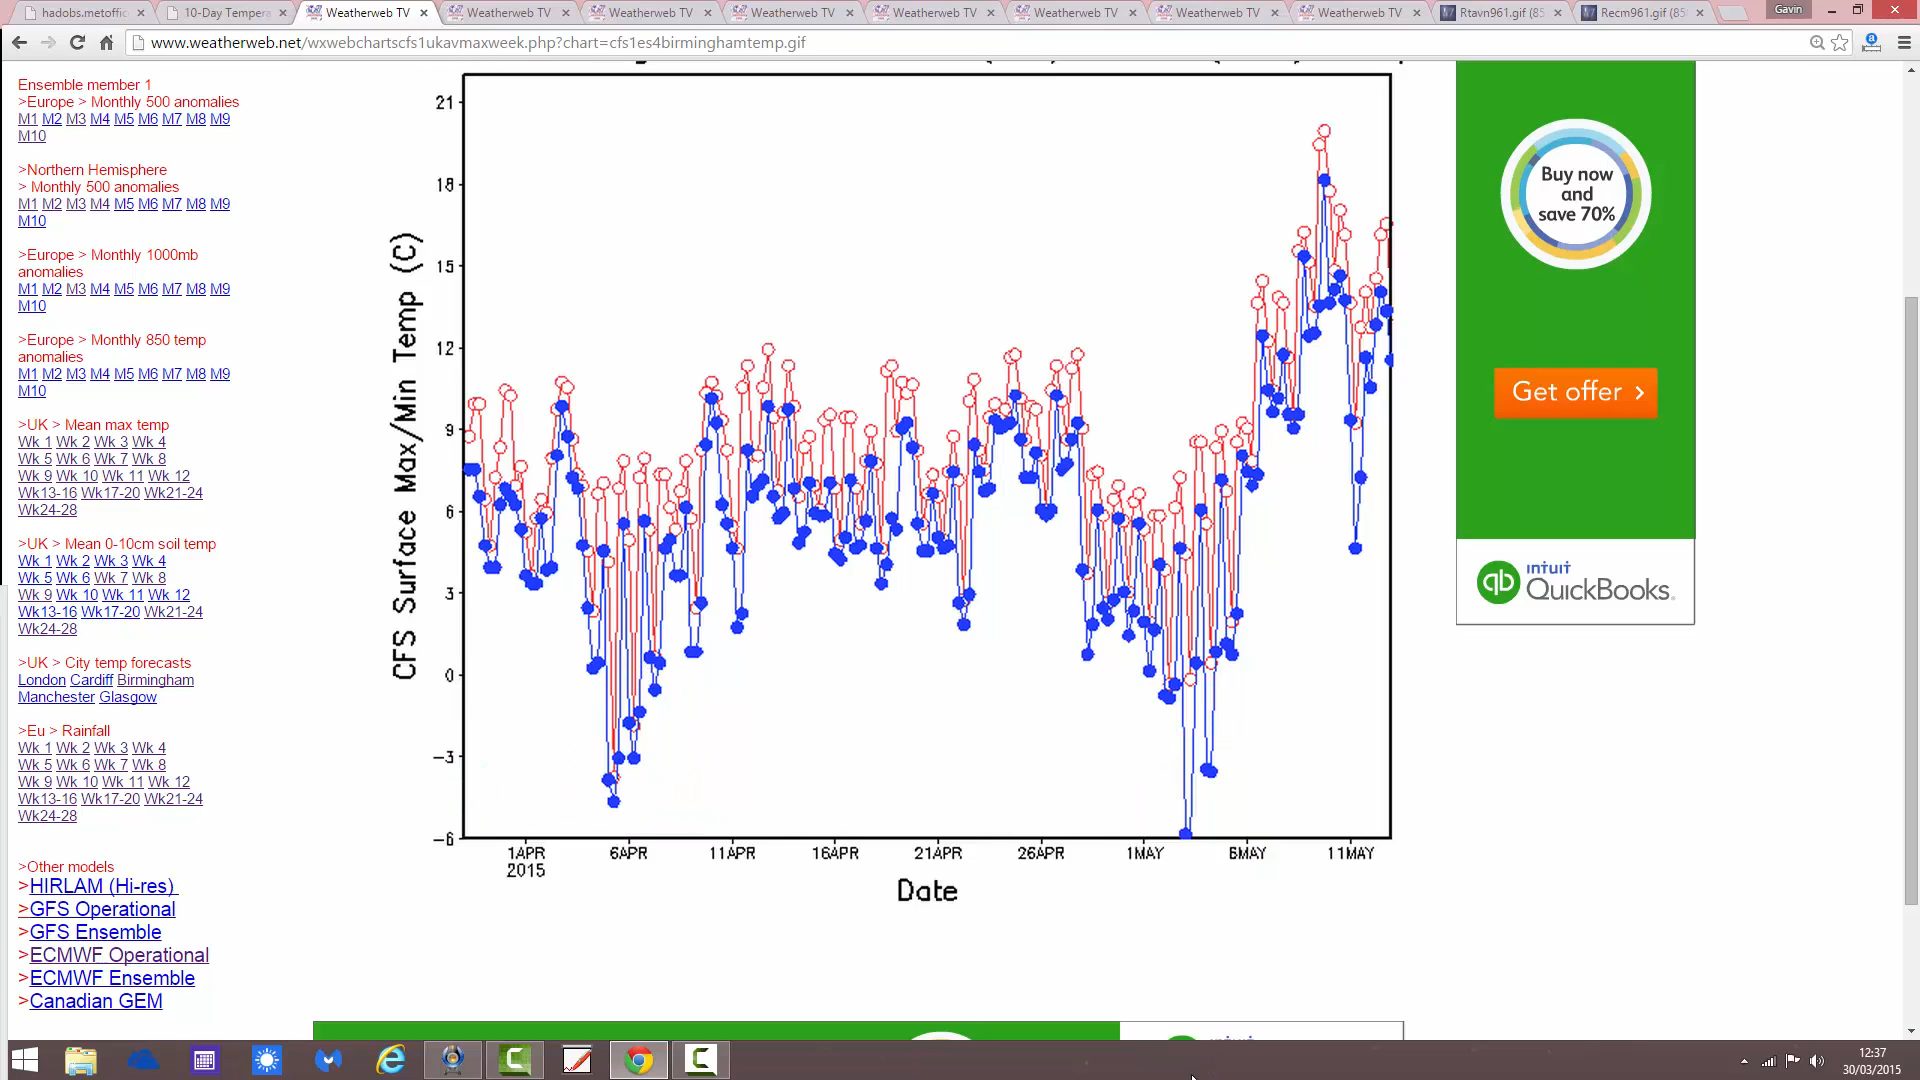 hadobs.metoffic
10-Day Tempera
Weatherweb TV
Weatherweb TV
Weatherweb TV
Weatherweb TV
Weatherweb TV
Weatherweb TV
Weatherweb TV
Weatherweb TV
Rtavn961.gif (85
Recm961.gif (85
Gavin
www.weatherweb.net/wxwebchartscfs1ukavmaxweek.php?chart=cfs1es4birminghamtemp.gif
Ensemble member 1
>Europe > Monthly 500 anomalies
M1 M2 M3 M4 M5 M6 M7 M8 M9
M10
>Northern Hemisphere
> Monthly 500 anomalies
M1 M2 M3 M4 M5 M6 M7 M8 M9
M10
>Europe > Monthly 1000mb
anomalies
M1 M2 M3 M4 M5 M6 M7 M8 M9
M10
>Europe > Monthly 850 temp
anomalies
M1 M2 M3 M4 M5 M6 M7 M8 M9
M10
>UK > Mean max temp
Wk 1 Wk 2 Wk 3 Wk 4
Wk 5 Wk 6 Wk 7 Wk 8
Wk 9 Wk 10 Wk 11 Wk 12
Wk13-16 Wk17-20 Wk21-24
Wk24-28
>UK > Mean 0-10cm soil temp
Wk 1 Wk 2 Wk 3 Wk 4
Wk 5 Wk 6 Wk 7 Wk 8
Wk 9 Wk 10 Wk 11 Wk 12
Wk13-16 Wk17-20 Wk21-24
Wk24-28
>UK > City temp forecasts
London Cardiff Birmingham
Manchester Glasgow
>Eu > Rainfall
Wk 1 Wk 2 Wk 3 Wk 4
Wk 5 Wk 6 Wk 7 Wk 8
Wk 9 Wk 10 Wk 11 Wk 12
Wk13-16 Wk17-20 Wk21-24
Wk24-28
>Other models
>HIRLAM (Hi-res)
>GFS Operational
>GFS Ensemble
>ECMWF Operational
>ECMWF Ensemble
>Canadian GEM
CFS Surface Max/Min Temp (C)
21
18
15
12
9
6
3
0
-3
-6
1APR 6APR 11APR 16APR 21APR 26APR 1MAY 6MAY 11MAY
2015
Date
Buy now
and
save 70%
Get offer >
qb
intuit
QuickBooks.
12:37
30/03/2015